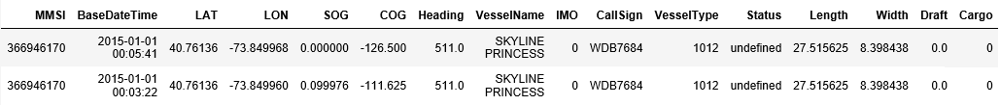 MMSI BaseDateTime LAT LON SOG COG Heading VesselName IMO CallSign VesselType Status Length Width Draft Cargo
366946170 2015-01-01 00:05:41 40.76136 -73.849968 0.000000 -126.500 511.0 SKYLINE PRINCESS 0 WDB7684 1012 undefined 27.515625 8.398438 0.0 0
366946170 2015-01-01 00:03:22 40.76136 -73.849960 0.099976 -111.625 511.0 SKYLINE PRINCESS 0 WDB7684 1012 undefined 27.515625 8.398438 0.0 0